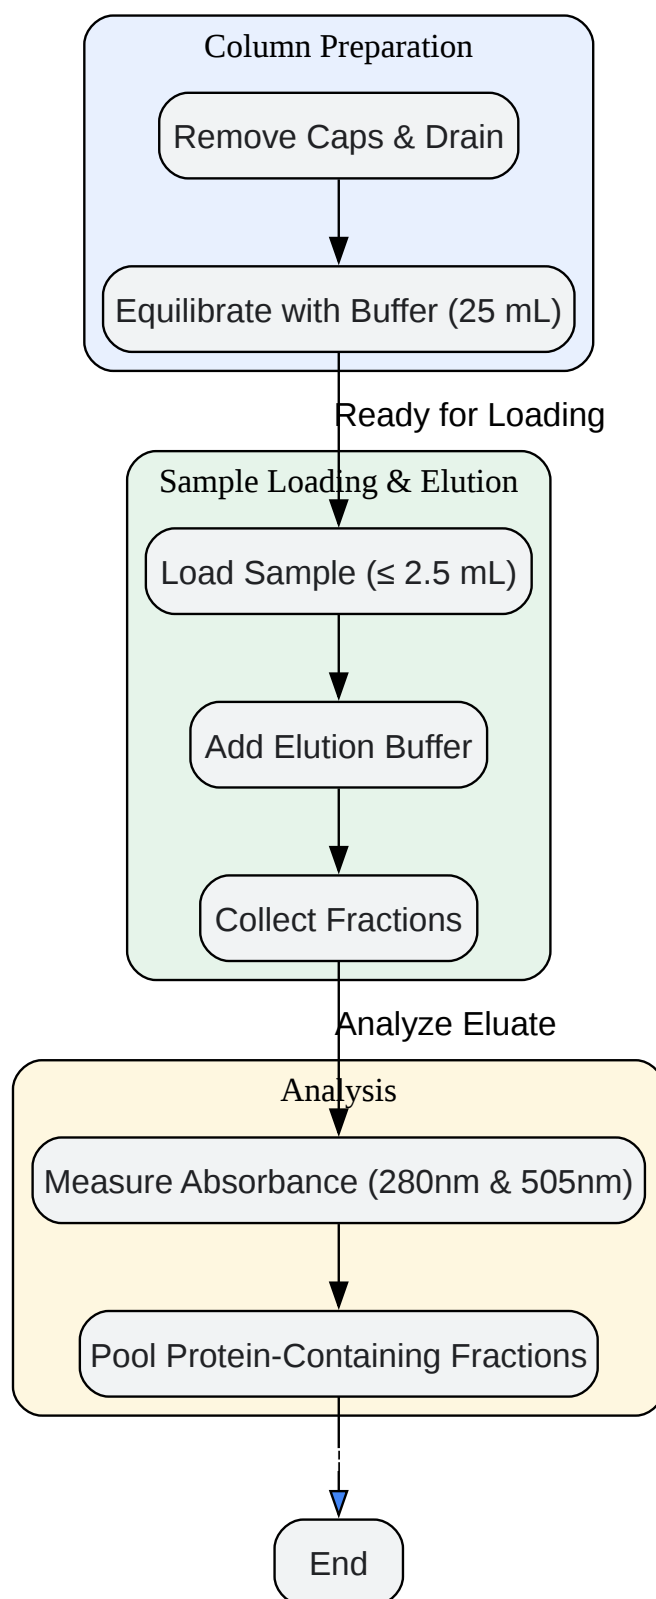 Column Preparation
Remove Caps & Drain
Equilibrate with Buffer (25 mL)
Ready for Loading
Sample Loading & Elution
Load Sample (≤ 2.5 mL)
Add Elution Buffer
Collect Fractions
Analyze Eluate
Analysis
Measure Absorbance (280nm & 505nm)
Pool Protein-Containing Fractions
End